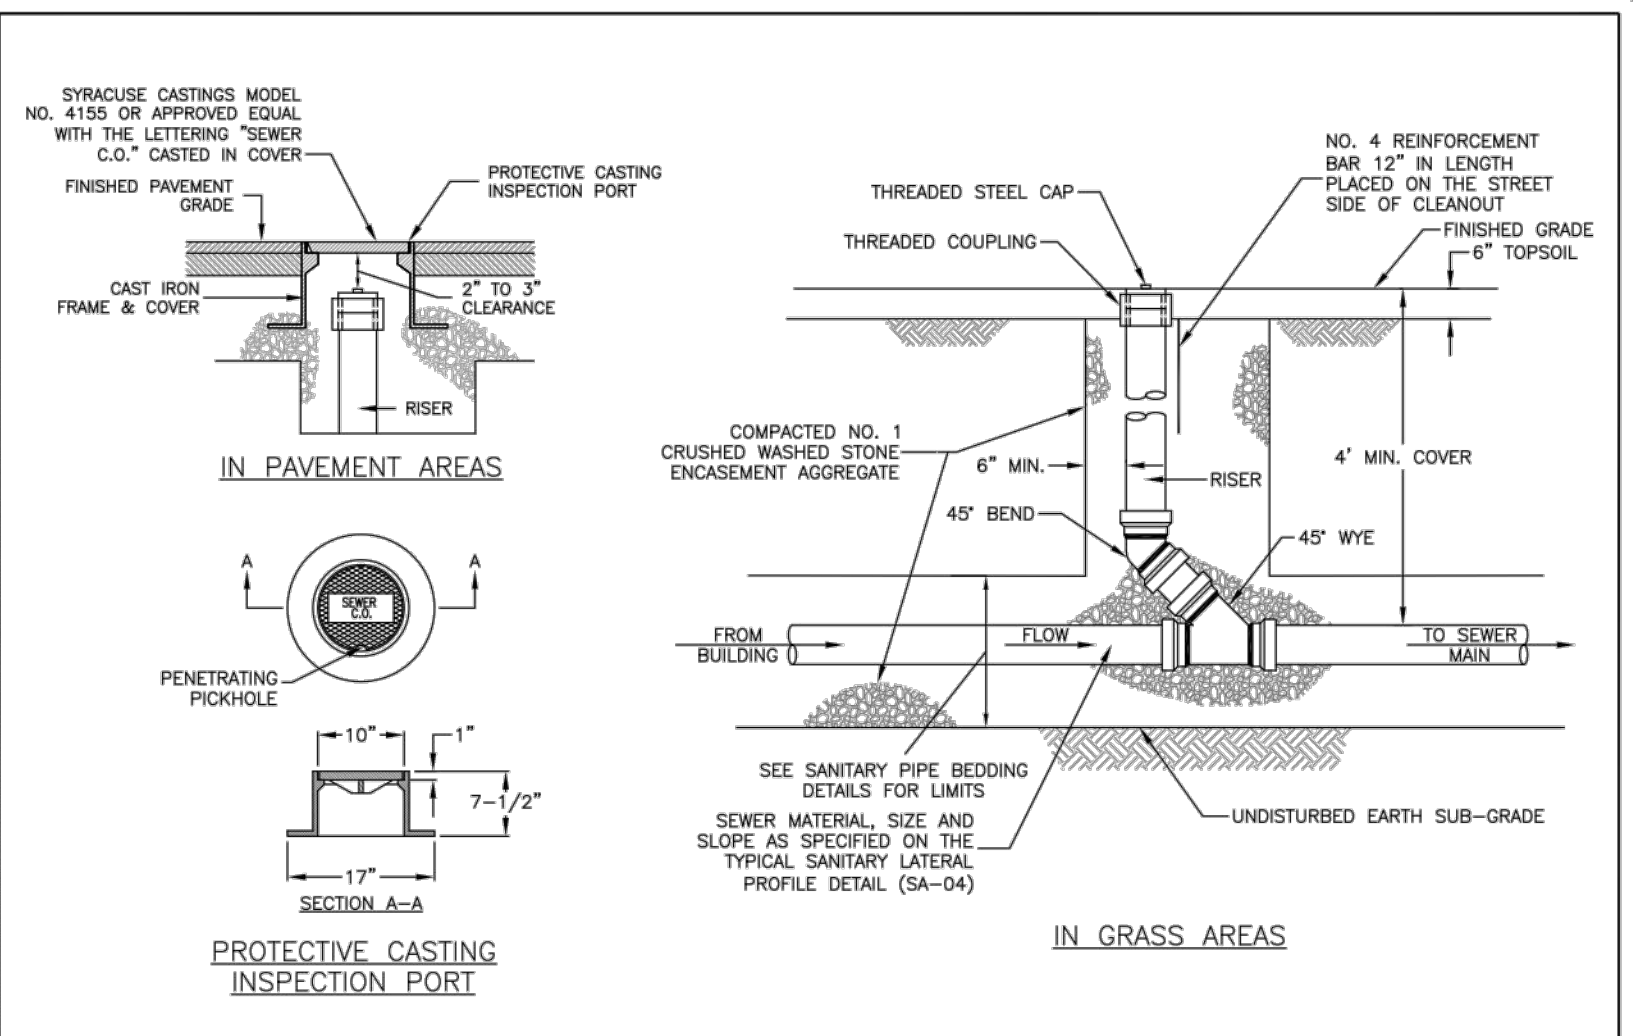 SYRACUSE CASTINGS MODEL
NO. 4155 OR APPROVED EQUAL
WITH THE LETTERING "SEWER
C.O." CASTED IN COVER
FINISHED PAVEMENT
GRADE
PROTECTIVE CASTING
INSPECTION PORT
CAST IRON
FRAME & COVER
2" TO 3"
CLEARANCE
RISER
IN PAVEMENT AREAS
A
A
SEWER
C.O.
PENETRATING
PICKHOLE
10"
1"
7-1/2"
17"
SECTION A-A
PROTECTIVE CASTING
INSPECTION PORT
NO. 4 REINFORCEMENT
BAR 12" IN LENGTH
PLACED ON THE STREET
SIDE OF CLEANOUT
THREADED STEEL CAP
THREADED COUPLING
FINISHED GRADE
6" TOPSOIL
COMPACTED NO. 1
CRUSHED WASHED STONE
ENCASEMENT AGGREGATE
6" MIN.
4' MIN. COVER
RISER
45° BEND
45° WYE
FROM
BUILDING
FLOW
TO SEWER
MAIN
SEE SANITARY PIPE BEDDING
DETAILS FOR LIMITS
SEWER MATERIAL, SIZE AND
SLOPE AS SPECIFIED ON THE
TYPICAL SANITARY LATERAL
PROFILE DETAIL (SA-04)
UNDISTURBED EARTH SUB-GRADE
IN GRASS AREAS